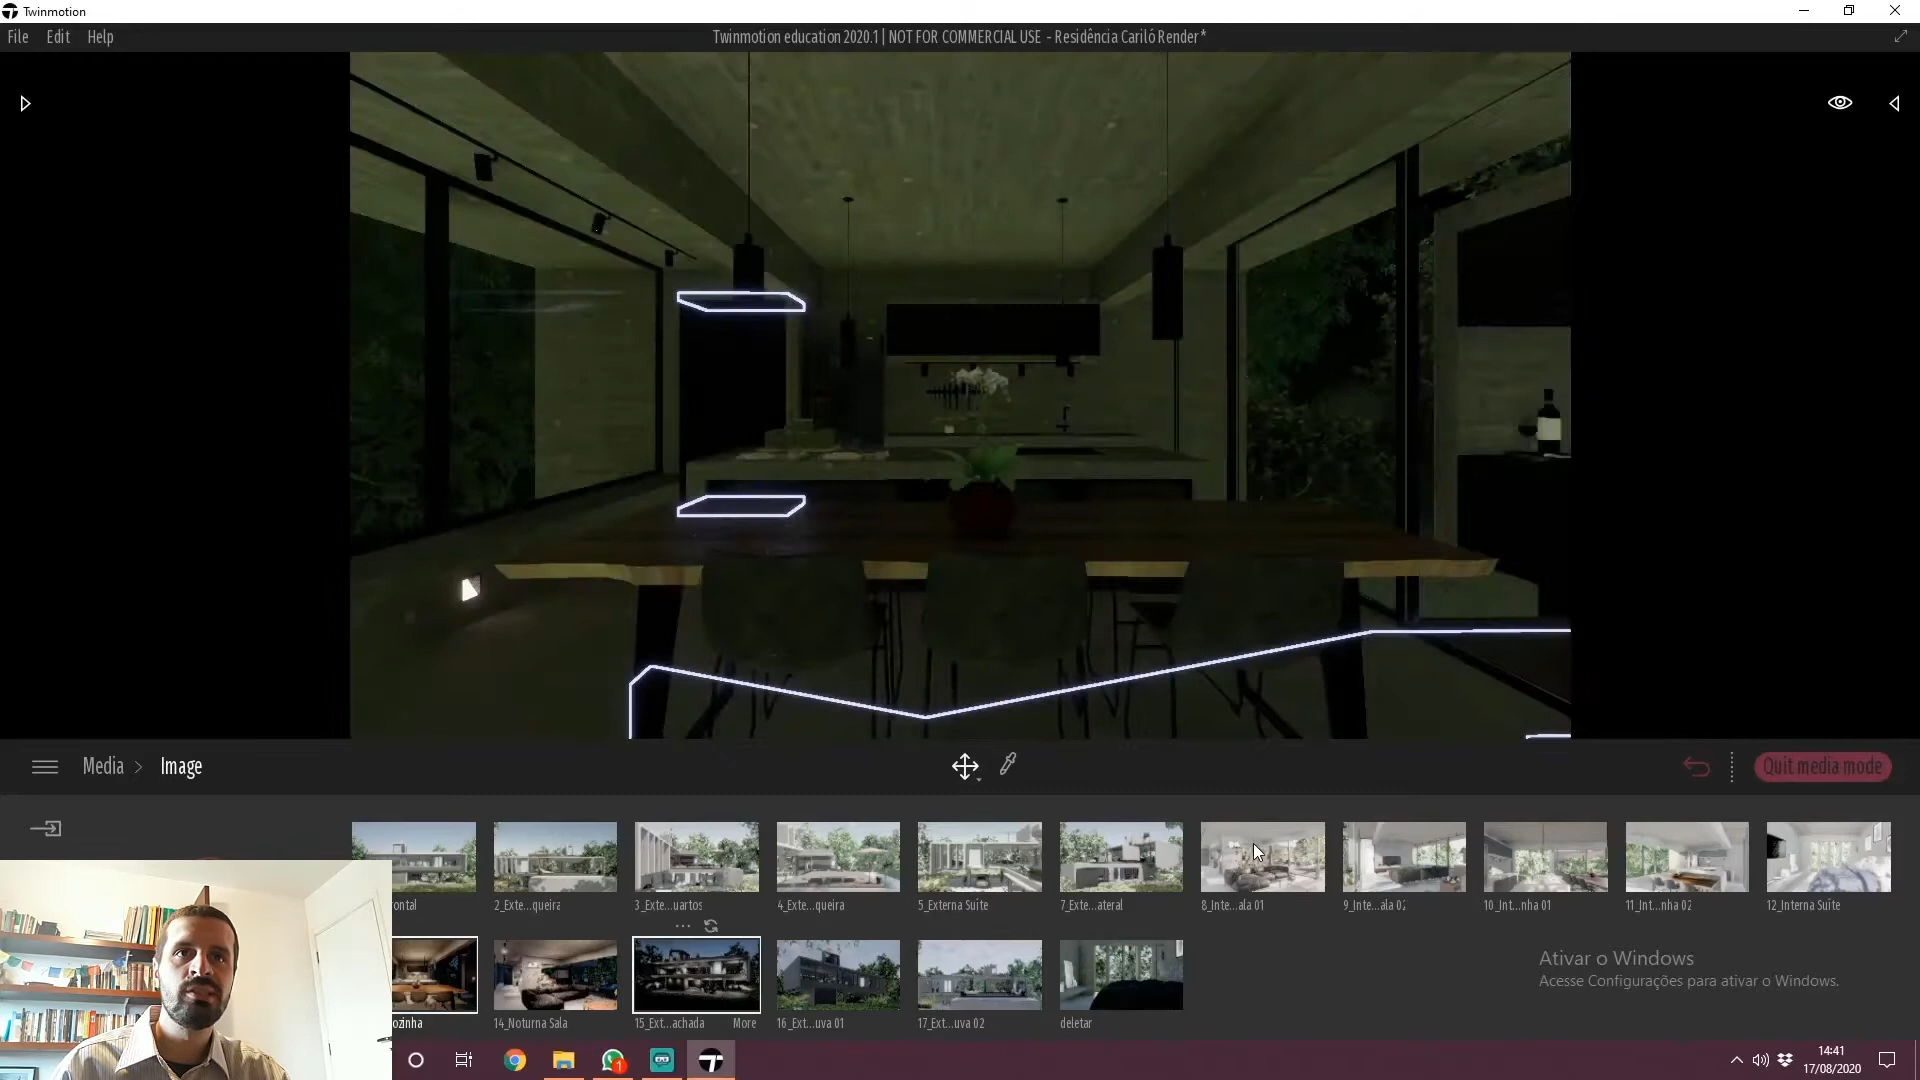 Twinmotion
File Edit Help
Twinmotion education 2020.1 | NOT FOR COMMERCIAL USE - Residência Cariló Render*
Media > Image
Quit media mode
rontal
2_Exte...queira
3_Exte...uartos
4_Exte...queira
5_Externa Suíte
7_Exte...ateral
8_Inte...ala 01
9_Inte...ala 02
10_Int...nha 01
11_Int...nha 02
12_Interna Suíte
ozinha
14_Noturna Sala
15_Ext...achada
More
16_Ext...uva 01
17_Ext...uva 02
deletar
Ativar o Windows
Acesse Configurações para ativar o Windows.
1
14:41
17/08/2020